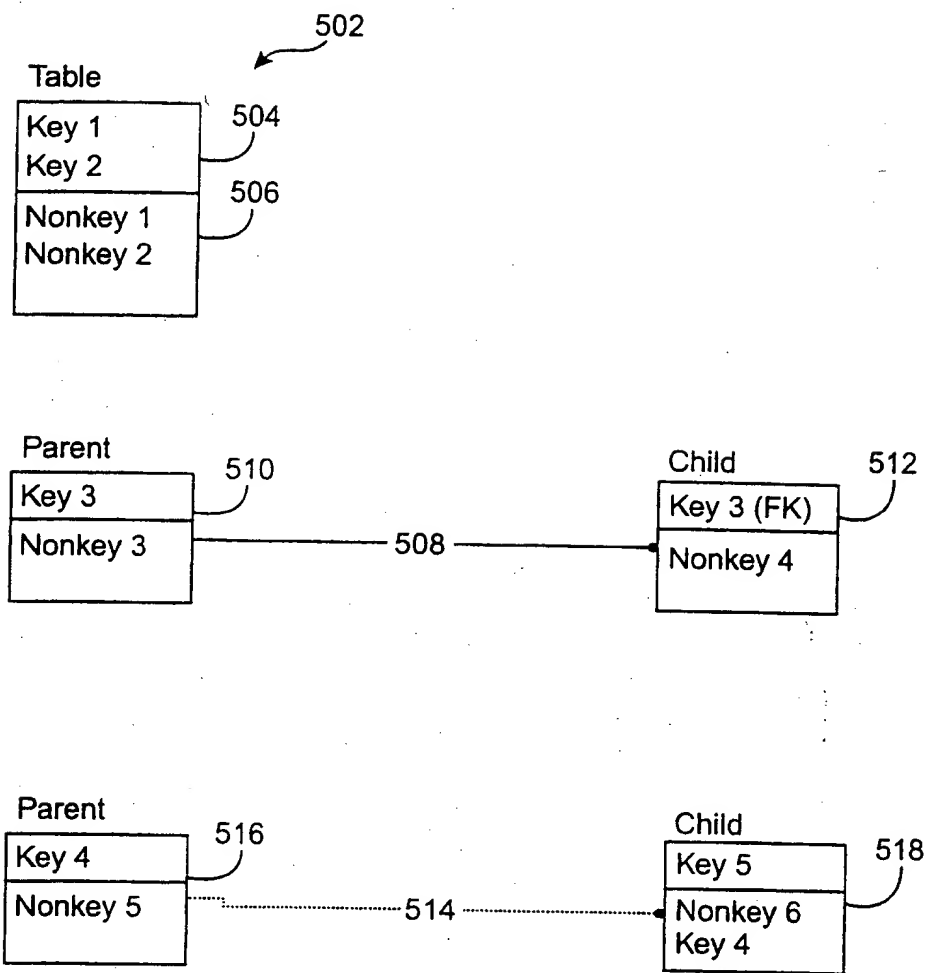 502
Table
Key 1
Key 2
504
506
Nonkey 1
Nonkey 2
Parent
510
Key 3
Nonkey 3
508
Child
512
Key 3 (FK)
Nonkey 4
Parent
516
Key 4
Nonkey 5
514
Child
518
Key 5
Nonkey 6
Key 4